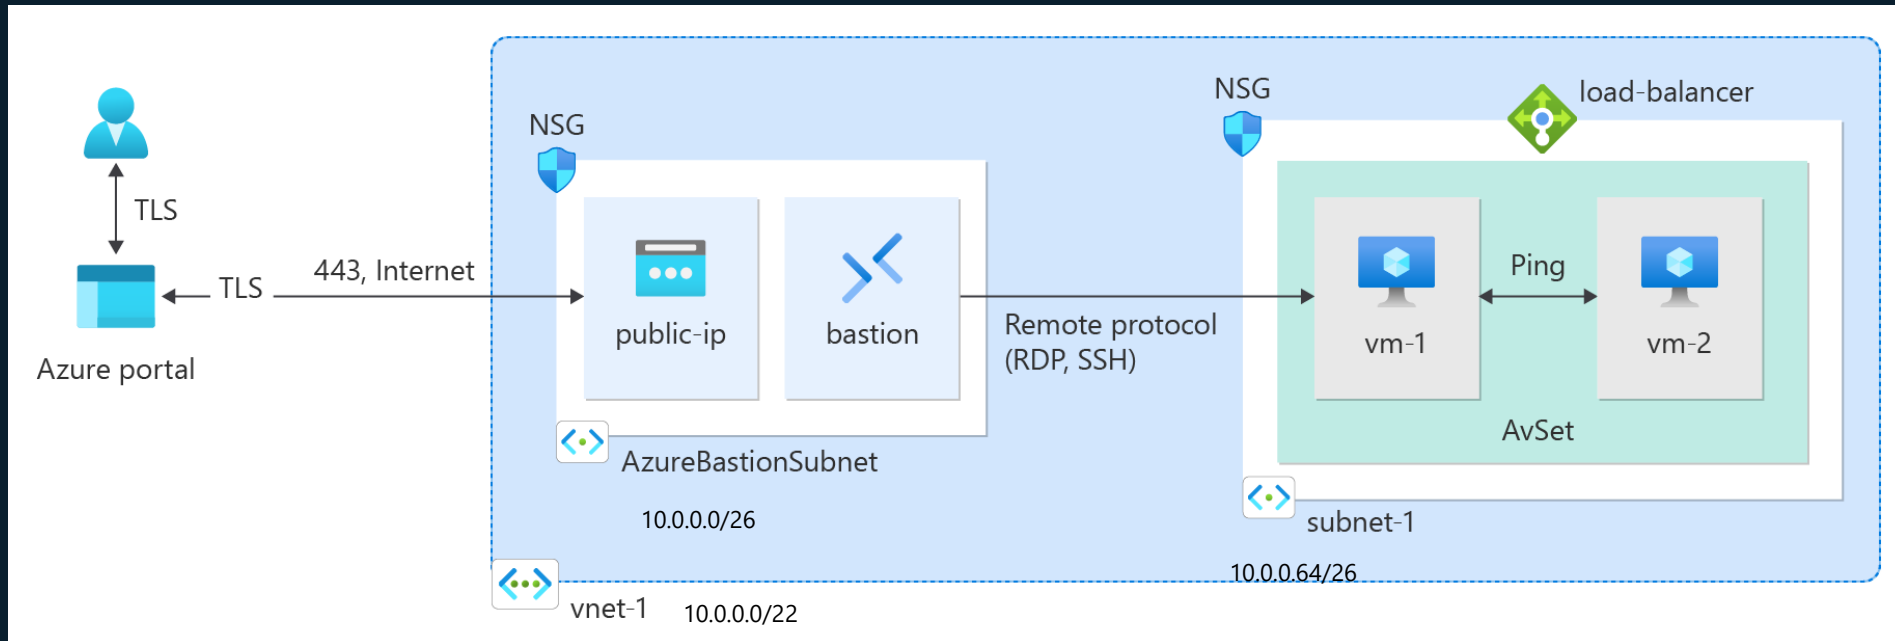 TLS
Azure portal
TLS
443, Internet
NSG
public-ip
bastion
AzureBastionSubnet
10.0.0.0/26
Remote protocol
(RDP, SSH)
NSG
load-balancer
vm-1
Ping
vm-2
AvSet
subnet-1
10.0.0.64/26
vnet-1
10.0.0.0/22